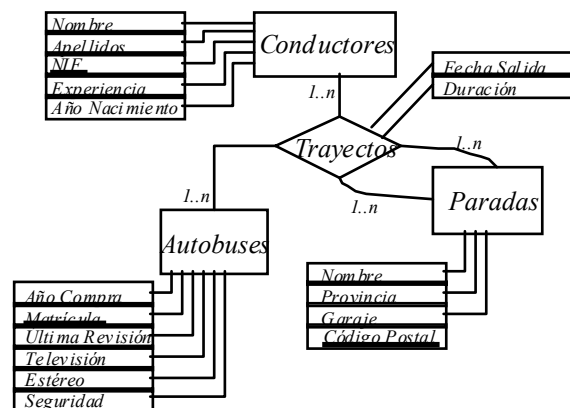 Nombre
Apellidos
NIF
Experiencia
Año Nacimiento
Conductores
Fecha Salida
Duración
1..n
Trayectos
1..n
1..n
1..n
Paradas
Autobuses
Nombre
Provincia
Garaje
Código Postal
Año Compra
Matrícula
Ultima Revisión
Televisión
Estéreo
Seguridad